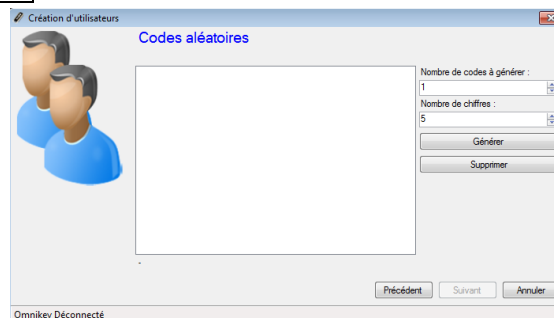 Création d'utilisateurs
Codes aléatoires
Nombre de codes à générer :
1
Nombre de chiffres :
5
Générer
Supprimer
-
Précédent
Suivant
Annuler
Omnikey Déconnecté